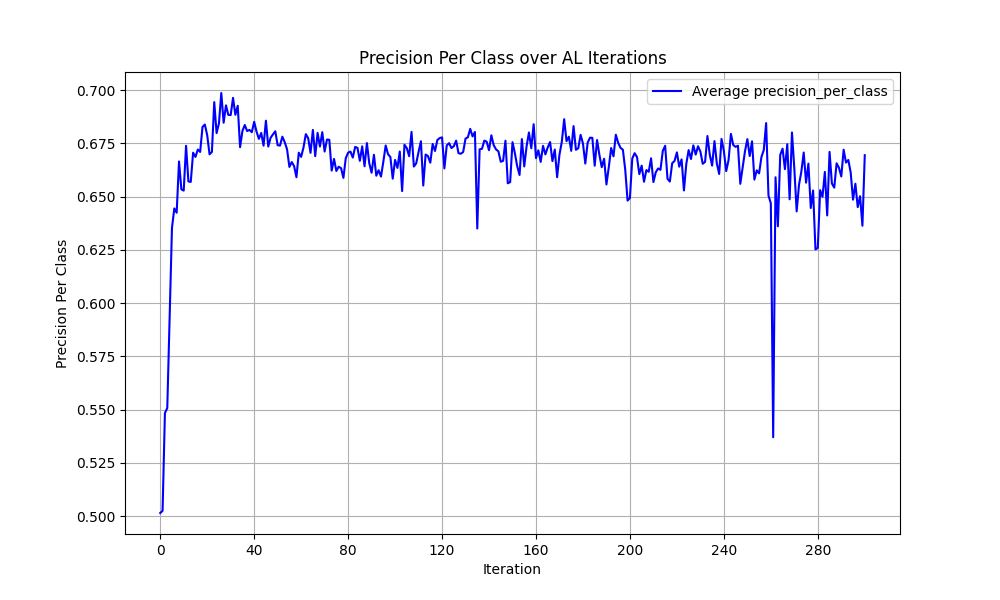 Precision Per Class over AL Iterations
Average precision_per_class
Precision Per Class
0.700
0.675
0.650
0.625
0.600
0.575
0.550
0.525
0.500
0 40 80 120 160 200 240 280
Iteration